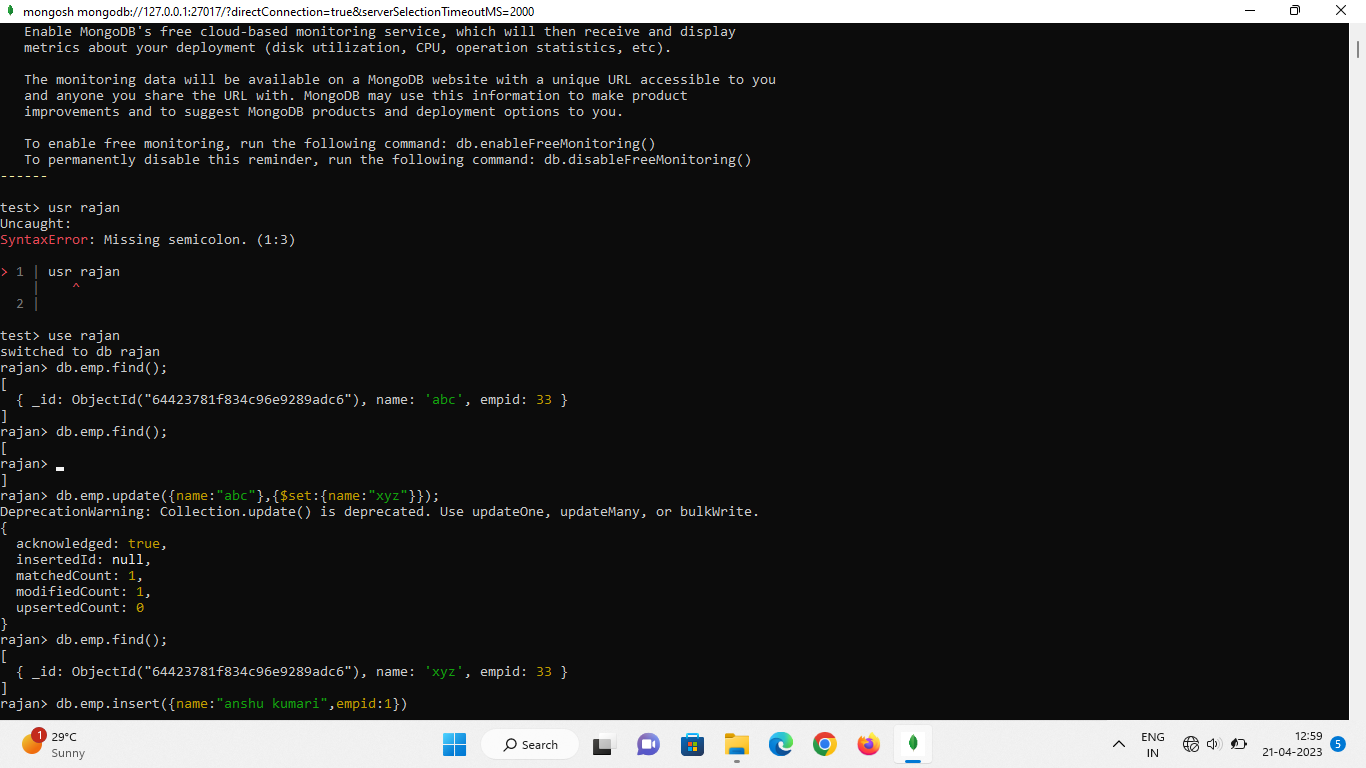 mongosh mongodb://127.0.0.1:27017/?directConnection=true&serverSelectionTimeoutMS=2000
Enable MongoDB's free cloud-based monitoring service, which will then receive and display
metrics about your deployment (disk utilization, CPU, operation statistics, etc).
The monitoring data will be available on a MongoDB website with a unique URL accessible to you
and anyone you share the URL with. MongoDB may use this information to make product
improvements and to suggest MongoDB products and deployment options to you.
To enable free monitoring, run the following command: db.enableFreeMonitoring()
To permanently disable this reminder, run the following command: db.disableFreeMonitoring()
------
test> usr rajan
Uncaught:
SyntaxError: Missing semicolon. (1:3)
> 1 | usr rajan
| ^
2 |
test> use rajan
switched to db rajan
rajan> db.emp.find();
[
{ _id: ObjectId("64423781f834c96e9289adc6"), name: 'abc', empid: 33 }
]
rajan> db.emp.find();
[
rajan>
]
rajan> db.emp.update({name:"abc"},{$set:{name:"xyz"}});
DeprecationWarning: Collection.update() is deprecated. Use updateOne, updateMany, or bulkWrite.
{
acknowledged: true,
insertedId: null,
matchedCount: 1,
modifiedCount: 1,
upsertedCount: 0
}
rajan> db.emp.find();
[
{ _id: ObjectId("64423781f834c96e9289adc6"), name: 'xyz', empid: 33 }
]
rajan> db.emp.insert({name:"anshu kumari",empid:1})
1
29°C
Sunny
Search
ENG
IN
12:59
21-04-2023
5